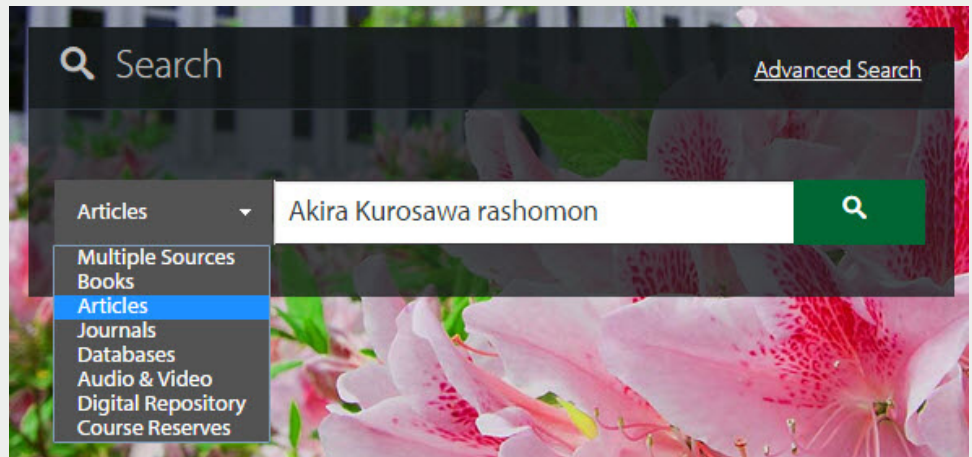 Search
Advanced Search
Articles
Akira Kurosawa rashomon
Multiple Sources
Books
Articles
Journals
Databases
Audio & Video
Digital Repository
Course Reserves